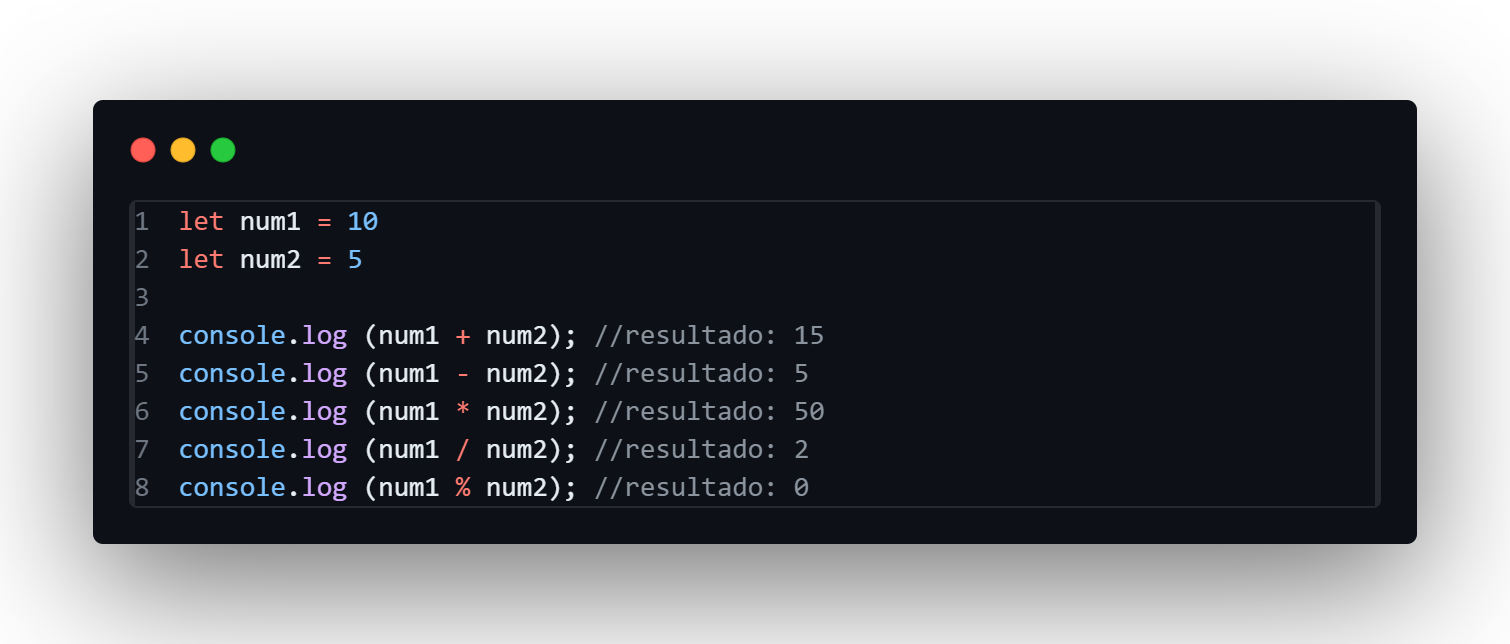 1 let num1 = 10
2 let num2 = 5
3
4 console.log (num1 + num2); //resultado: 15
5 console.log (num1 - num2); //resultado: 5
6 console.log (num1 * num2); //resultado: 50
7 console.log (num1 / num2); //resultado: 2
8 console.log (num1 % num2); //resultado: 0